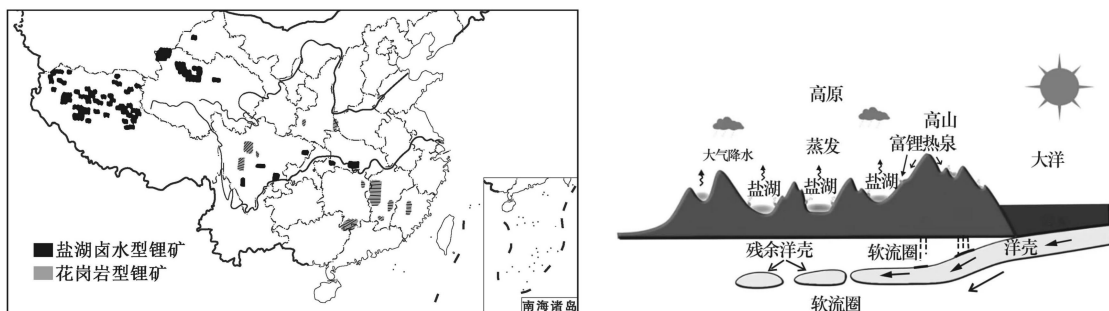 盐湖卤水型锂矿
花岗岩型锂矿
南海诸岛
高原
高山
大气降水
蒸发
富锂热泉
大洋
盐湖
盐湖
盐湖
残余洋壳
软流圈
洋壳
软流圈